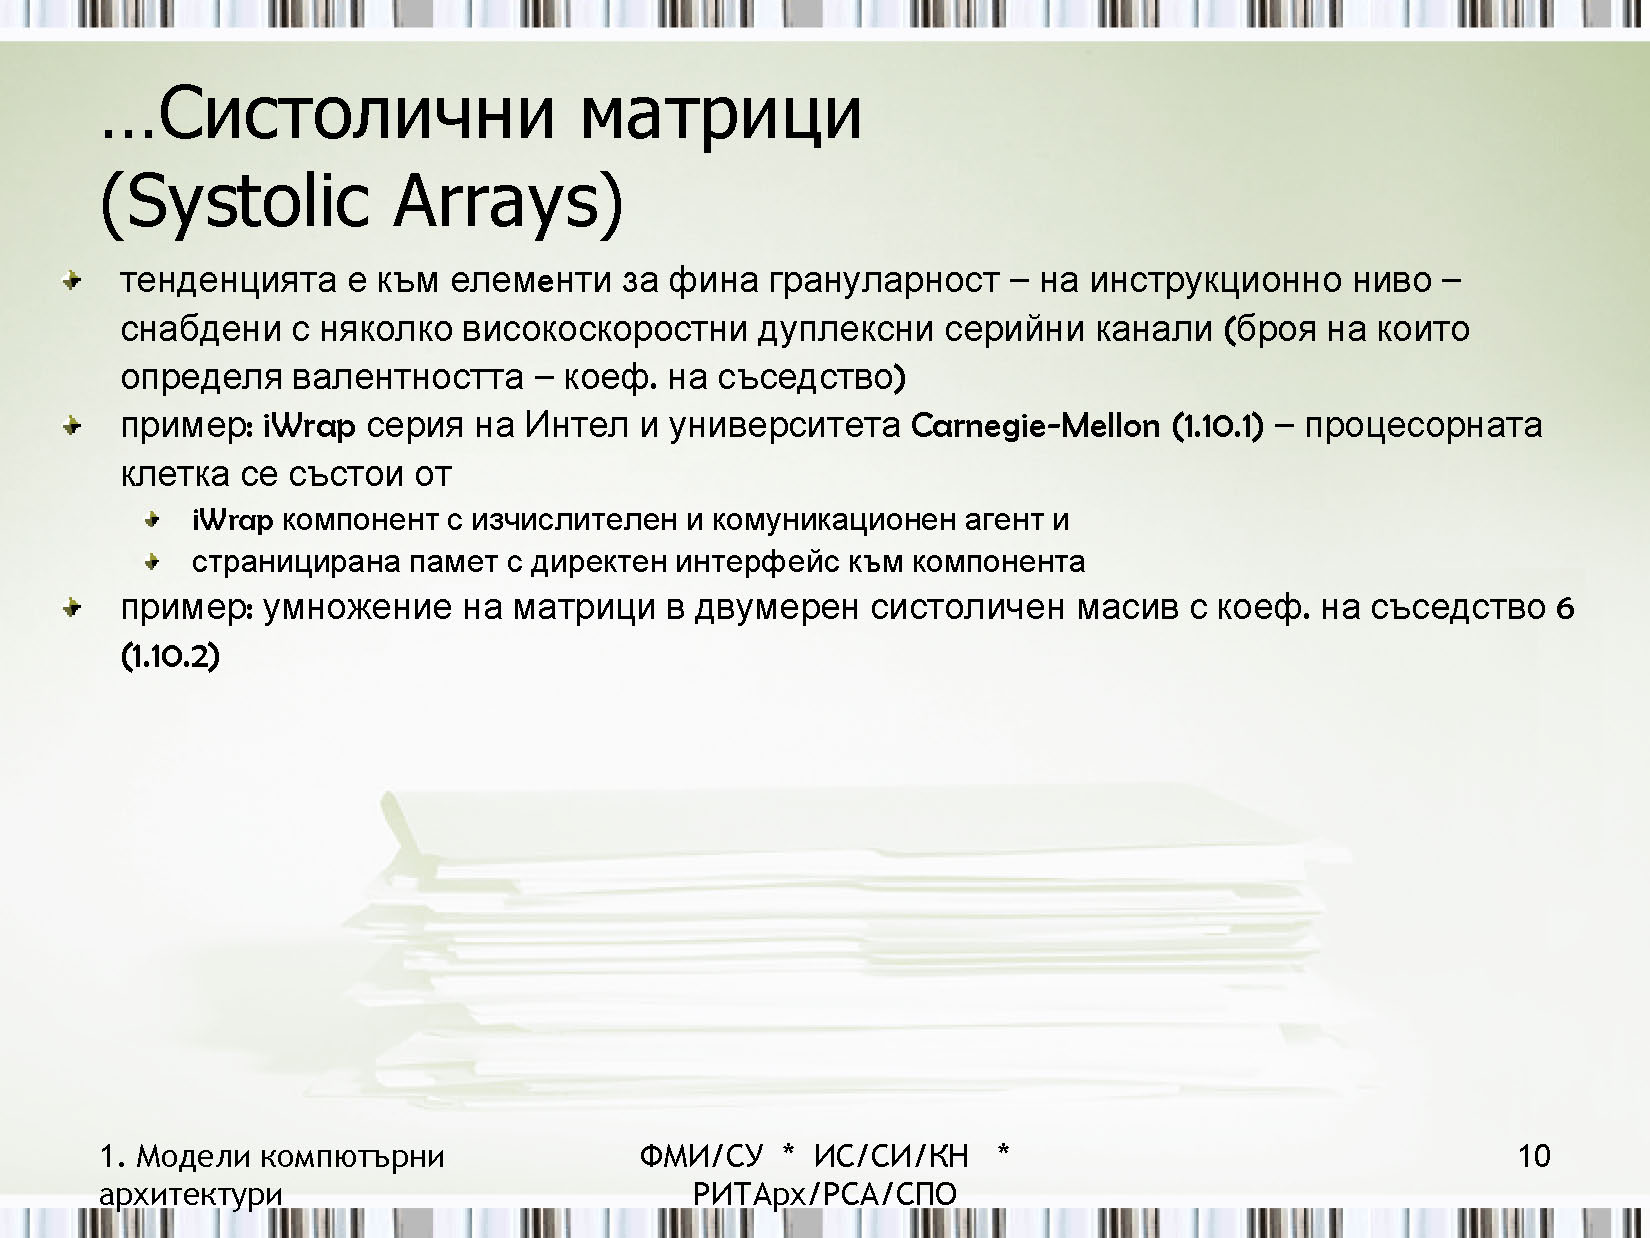 …Систолични матрици
(Systolic Arrays)
тенденцията е към елементи за фина грануларност – на инструкционно ниво –
снабдени с няколко високоскоростни дуплексни серийни канали (броя на които
определя валентността – коеф. на съседство)
пример: iWrap серия на Интел и университета Carnegie-Mellon (1.10.1) – процесорната
клетка се състои от
iWrap компонент с изчислителен и комуникационен агент и
страницирана памет с директен интерфейс към компонента
пример: умножение на матрици в двумерен систоличен масив с коеф. на съседство 6
(1.10.2)
1. Модели компютърни
архитектури
ФМИ/СУ * ИС/СИ/КН *
РИТАрх/РСА/СПО
10